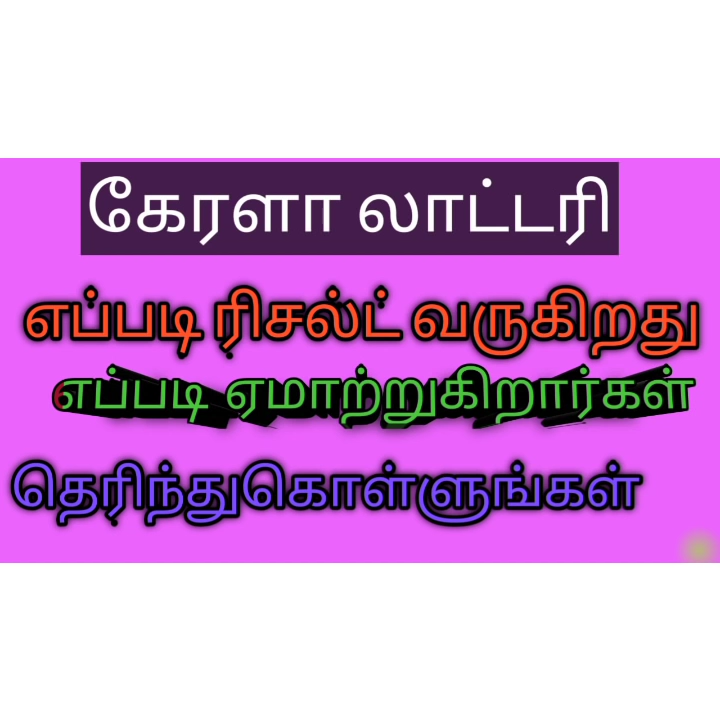 கேரளா லாட்டரி
எப்படி ரிசல்ட் வருகிறது
எப்படி ஏமாற்றுகிறார்கள்
தெரிந்துகொள்ளுங்கள்